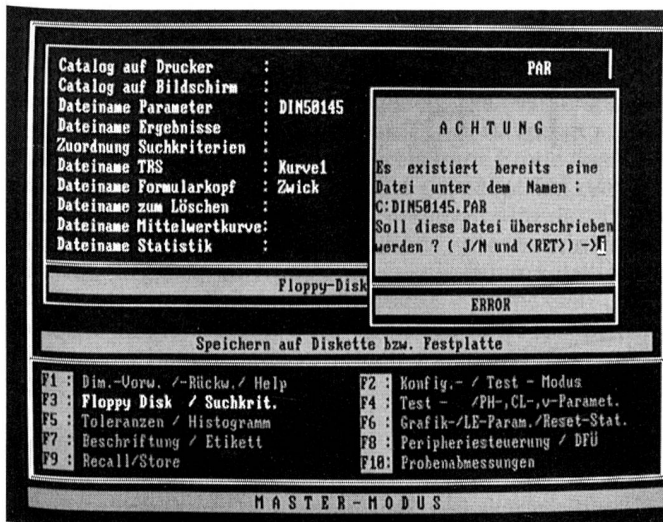 Catalog auf Drucker :
PAR
Catalog auf Bildschirm :
Dateiname Parameter : DIN50145
Dateiname Ergebnisse :
Zuordnung Suchkriterien :
Dateiname TRS : Kurve1
Dateiname Formularkopf : Zwick
Dateiname zum Löschen :
Dateiname Mittelwertkurve:
Dateiname Statistik :
Floppy-Disk
ACHTUNG
Es existiert bereits eine
Datei unter dem Namen :
C:DIN50145.PAR
Soll diese Datei überschrieben
werden ? ( J/N und <RET>) ->
ERROR
Speichern auf Diskette bzw. Festplatte
F1 : Dim.-Vorw. /-Rückw./ Help
F2 : Konfig.- / Test - Modus
F3 : Floppy Disk / Suchkrit.
F4 : Test - /PH-,CL-,v-Paramet.
F5 : Toleranzen / Histogramm
F6 : Grafik-/LE-Param./Reset-Stat.
F7 : Beschriftung / Etikett
F8 : Peripheriesteuerung / DFÜ
F9 : Recall/Store
F10: Probenabmessungen
MASTER-MODUS